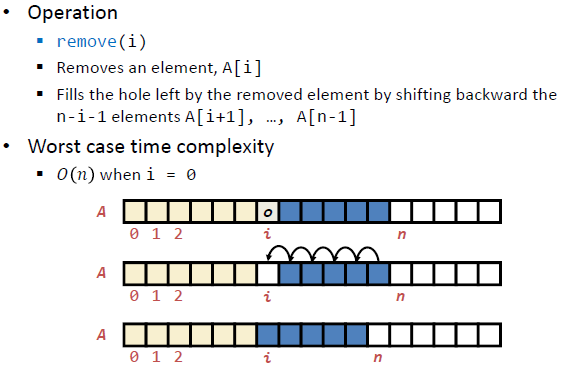 • Operation
▪ remove(i)
▪ Removes an element, A[i]
▪ Fills the hole left by the removed element by shifting backward the
n-i-1 elements A[i+1], …, A[n-1]
• Worst case time complexity
▪ O(n) when i = 0
A o
0 1 2 i n
A
0 1 2 i n
A
0 1 2 i n